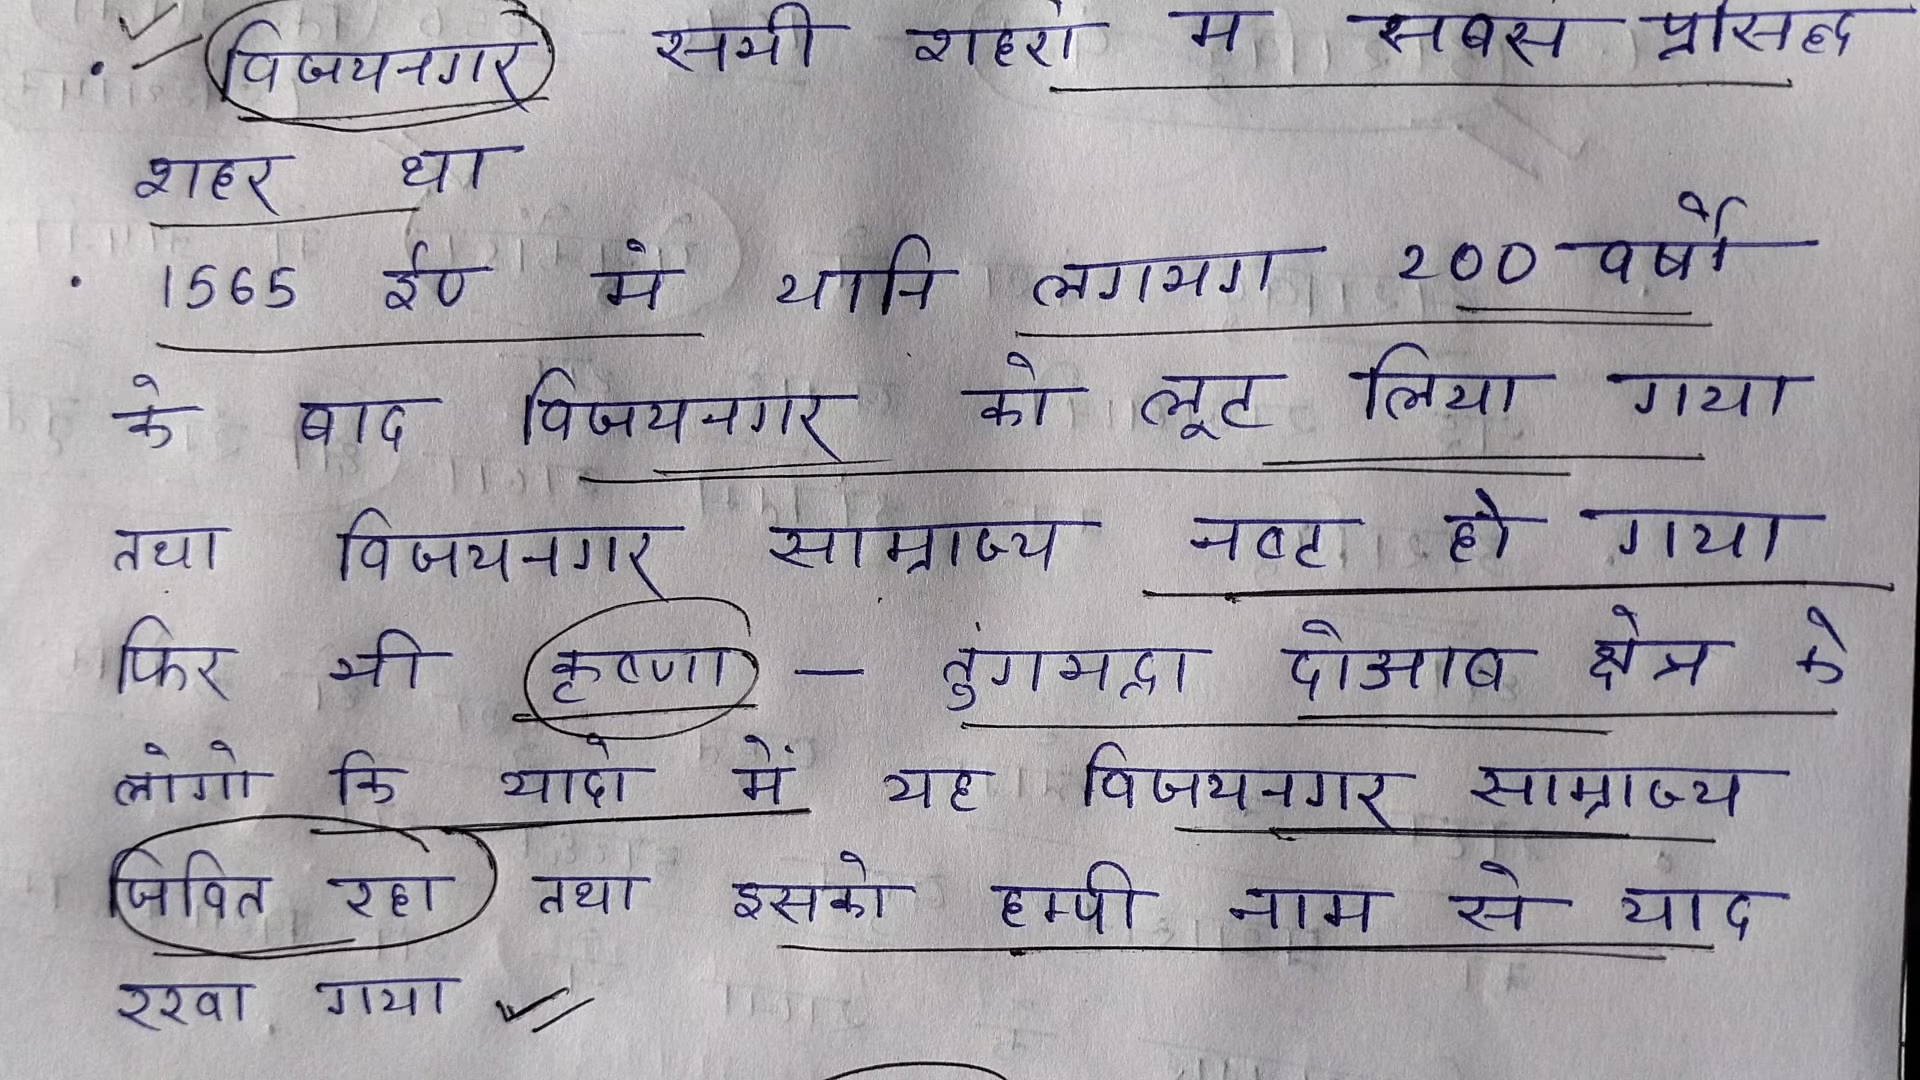 • विजयनगर सभी शहरो में सबसे प्रसिद्ध
शहर था
• 1565 ई० मे यानि लगभग 200 वर्षो
के बाद विजयनगर को लूट लिया गया
तथा विजयनगर साम्राज्य नष्ट हो गया
फिर भी कृष्णा – तुंगभद्रा दोआब क्षेत्र के
लोगो कि यादो में यह विजयनगर साम्राज्य
जिवित रहा तथा इसको हम्पी नाम से याद
रखा गया